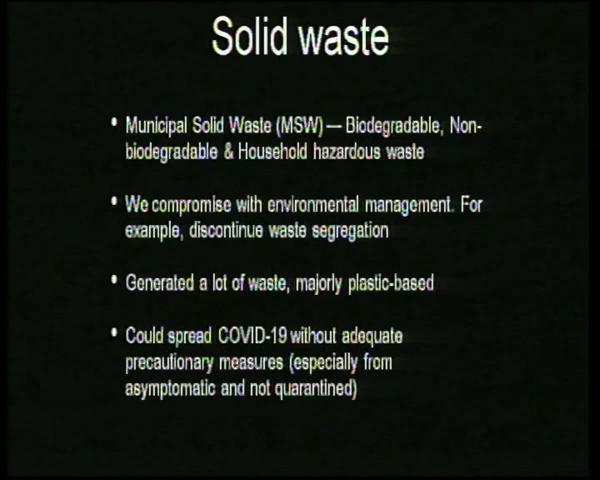 Solid waste
• Municipal Solid Waste (MSW) — Biodegradable, Non-
biodegradable & Household hazardous waste
• We compromise with environmental management. For
example, discontinue waste segregation
• Generated a lot of waste, majorly plastic-based
• Could spread COVID-19 without adequate
precautionary measures (especially from
asymptomatic and not quarantined)